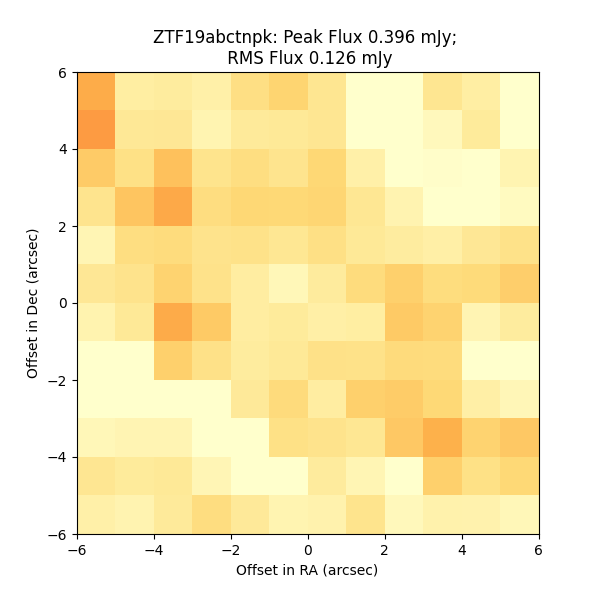 ZTF19abctnpk: Peak Flux 0.396 mJy;
RMS Flux 0.126 mJy
6
4
2
0
−2
−4
−6
Offset in Dec (arcsec)
−6 −4 −2 0 2 4 6
Offset in RA (arcsec)